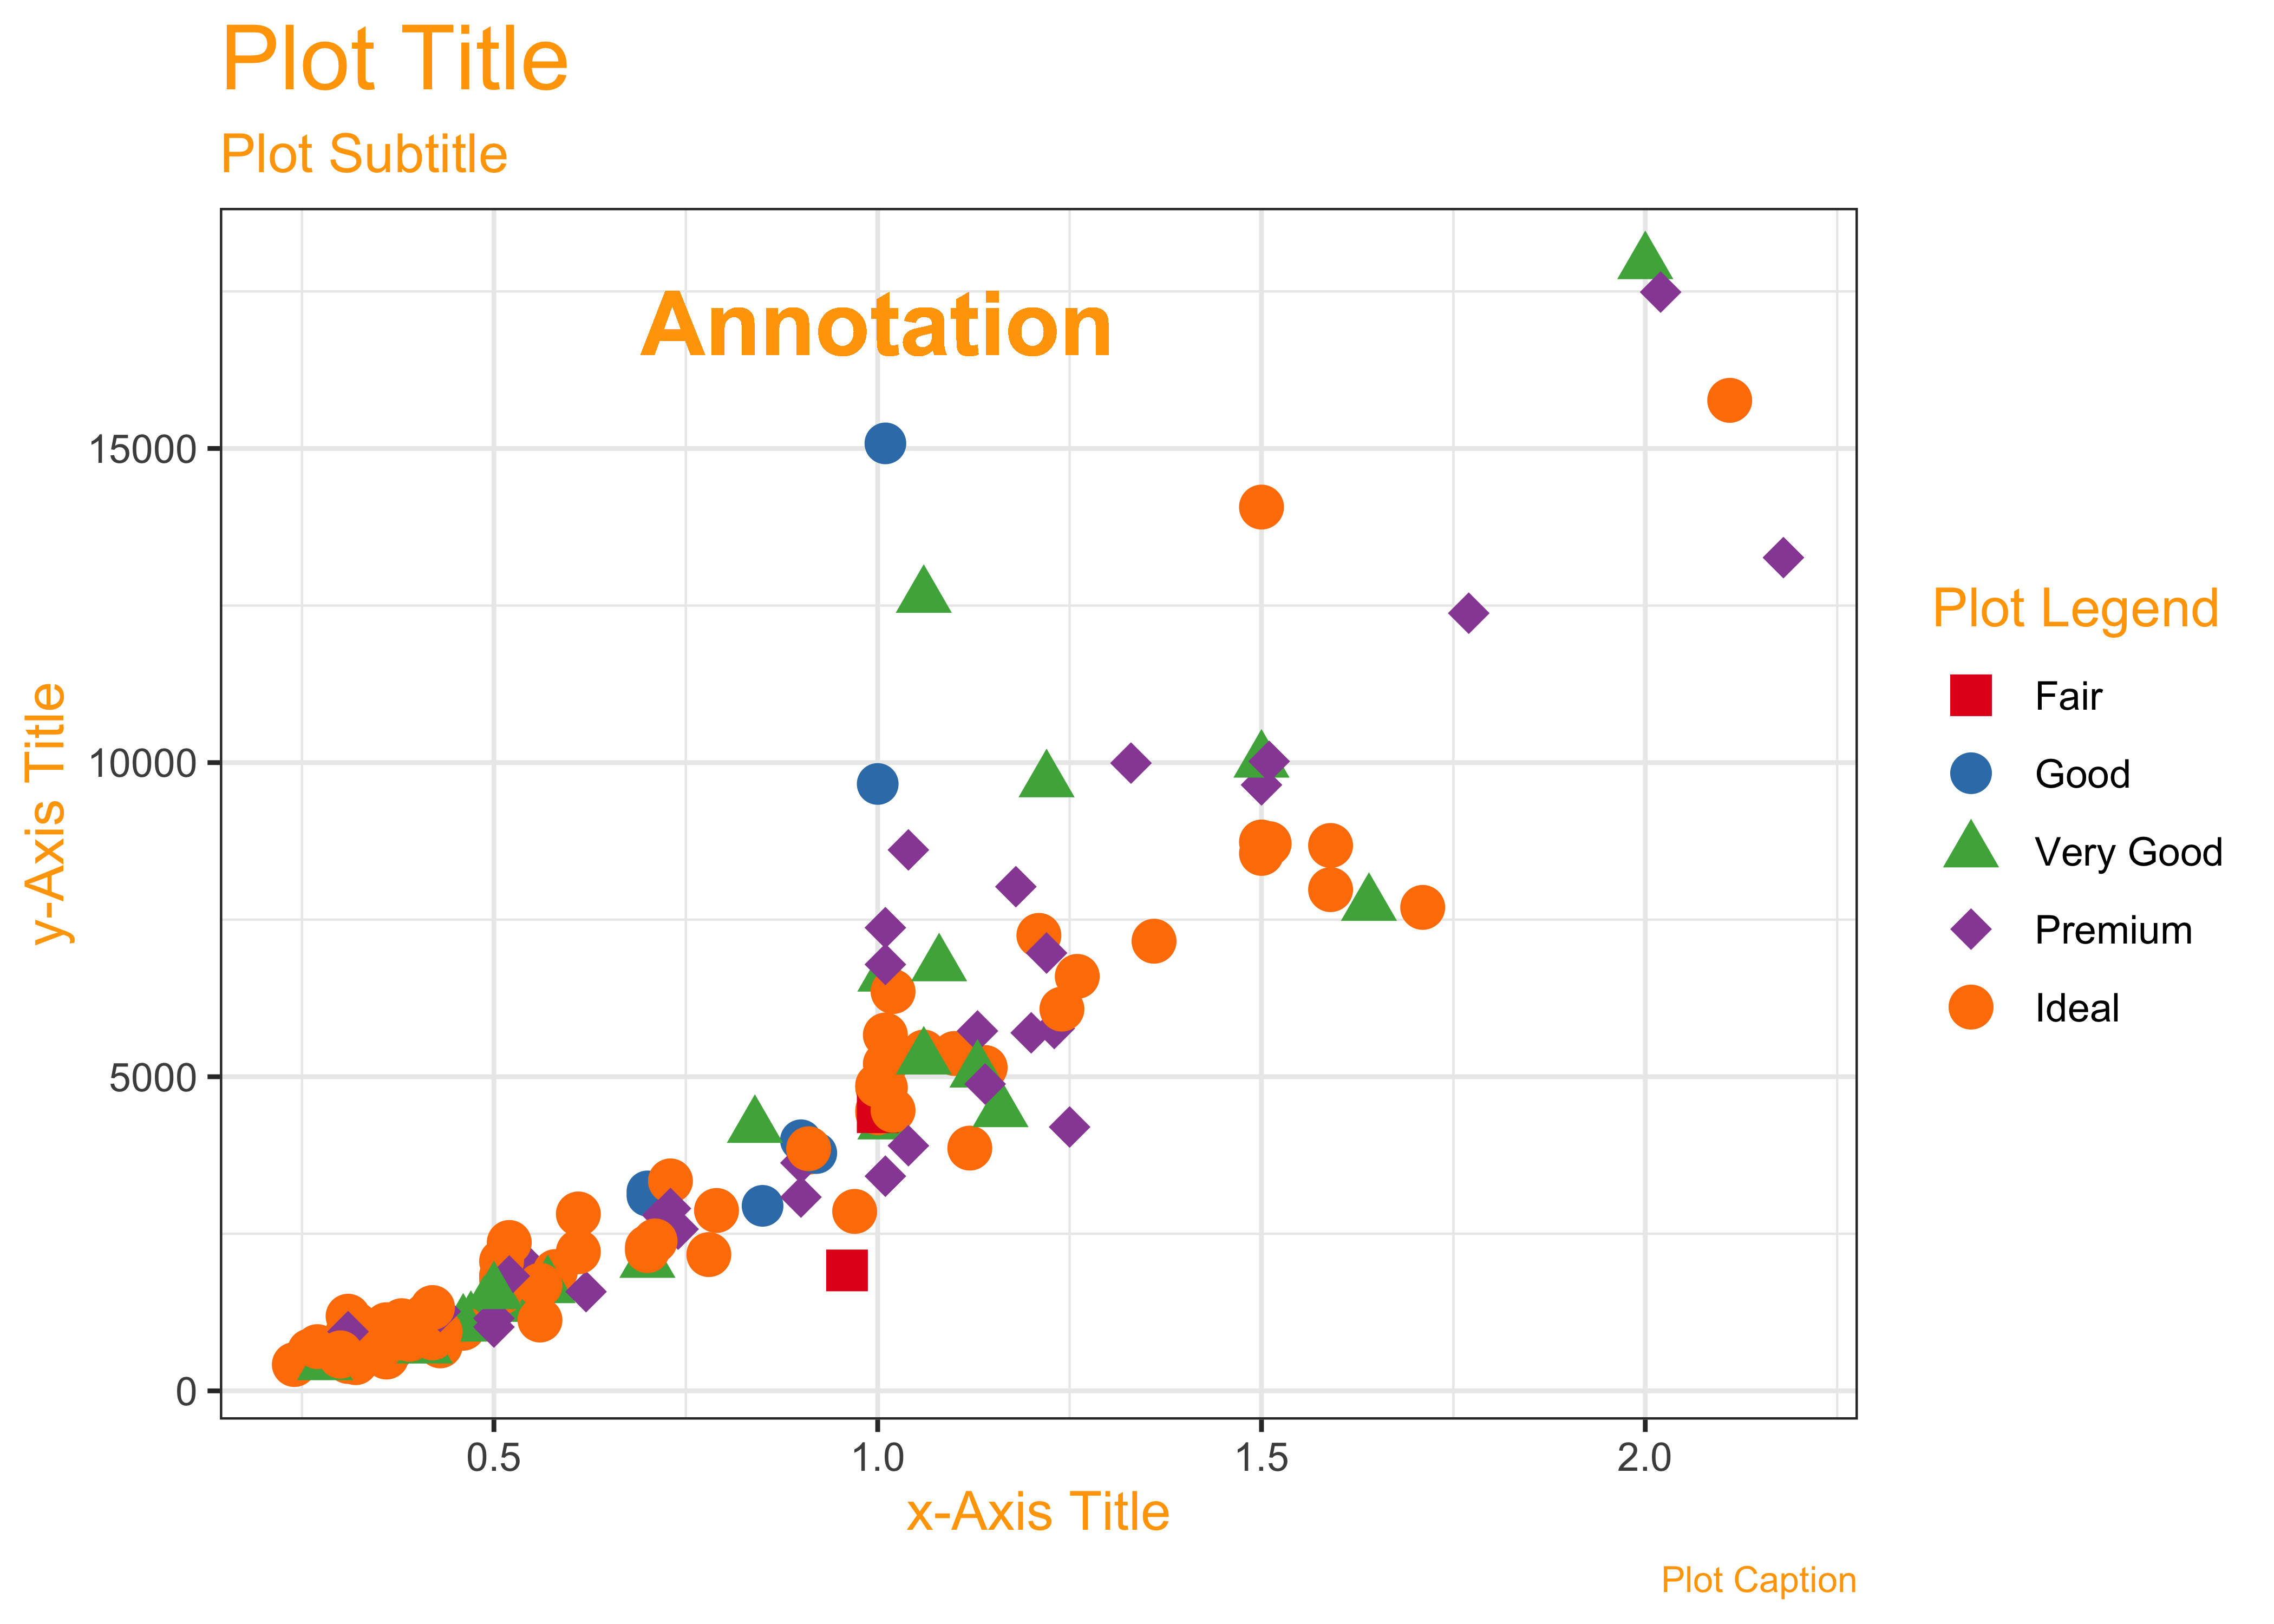 Plot Title
Plot Subtitle
Annotation
15000
10000
5000
0
y-Axis Title
0.5 1.0 1.5 2.0
x-Axis Title
Plot Legend
Fair
Good
Very Good
Premium
Ideal
Plot Caption